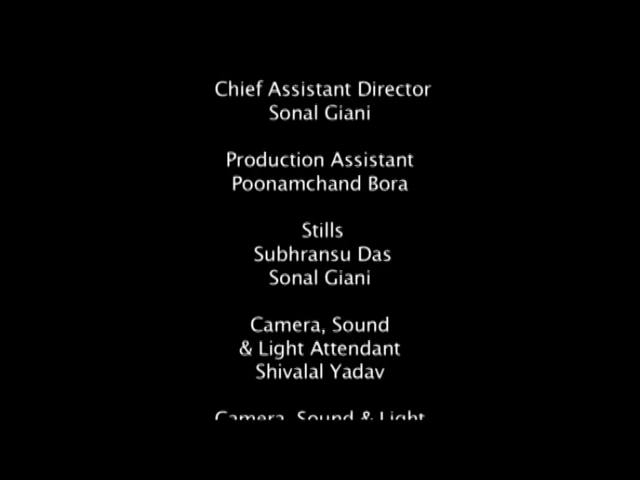 Chief Assistant Director
Sonal Giani
Production Assistant
Poonamchand Bora
Stills
Subhransu Das
Sonal Giani
Camera, Sound
& Light Attendant
Shivalal Yadav
Camera, Sound & Light